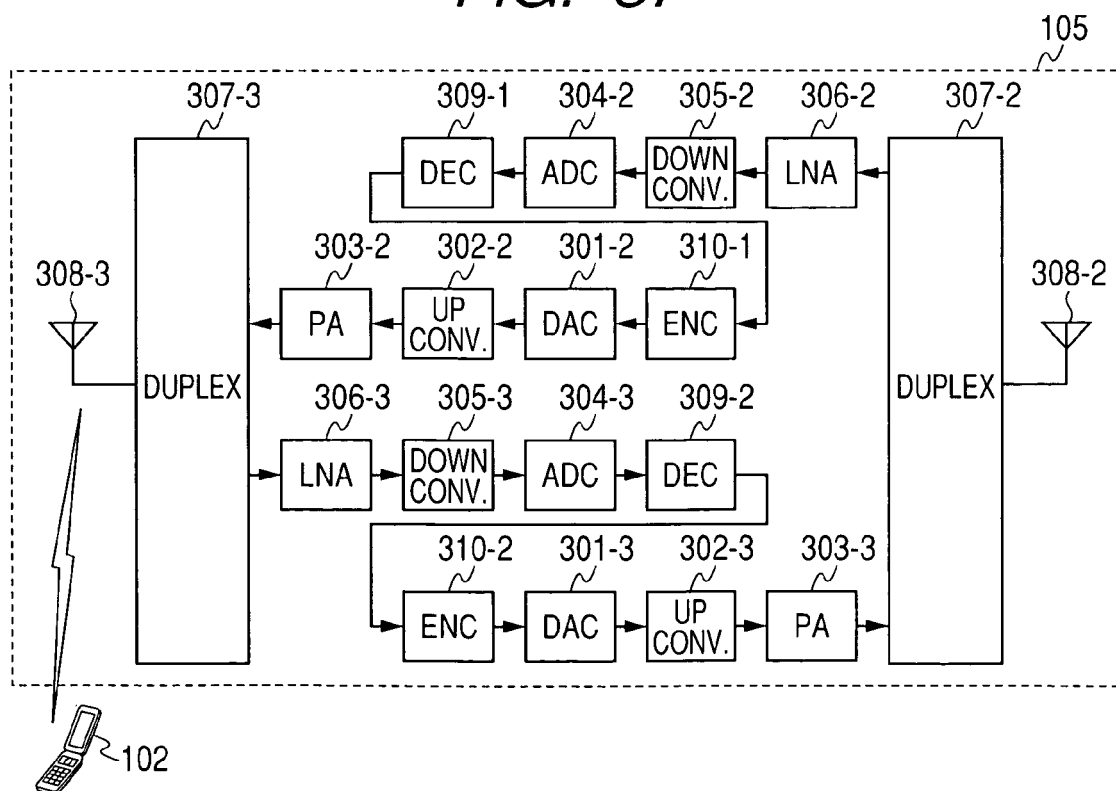 105
307-3 309-1 304-2 305-2 306-2 307-2
DEC ADC DOWN CONV. LNA
308-3 303-2 302-2 301-2 310-1 308-2
PA UP CONV. DAC ENC
DUPLEX DUPLEX
306-3 305-3 304-3 309-2
LNA DOWN CONV. ADC DEC
310-2 301-3 302-3 303-3
ENC DAC UP CONV. PA
102